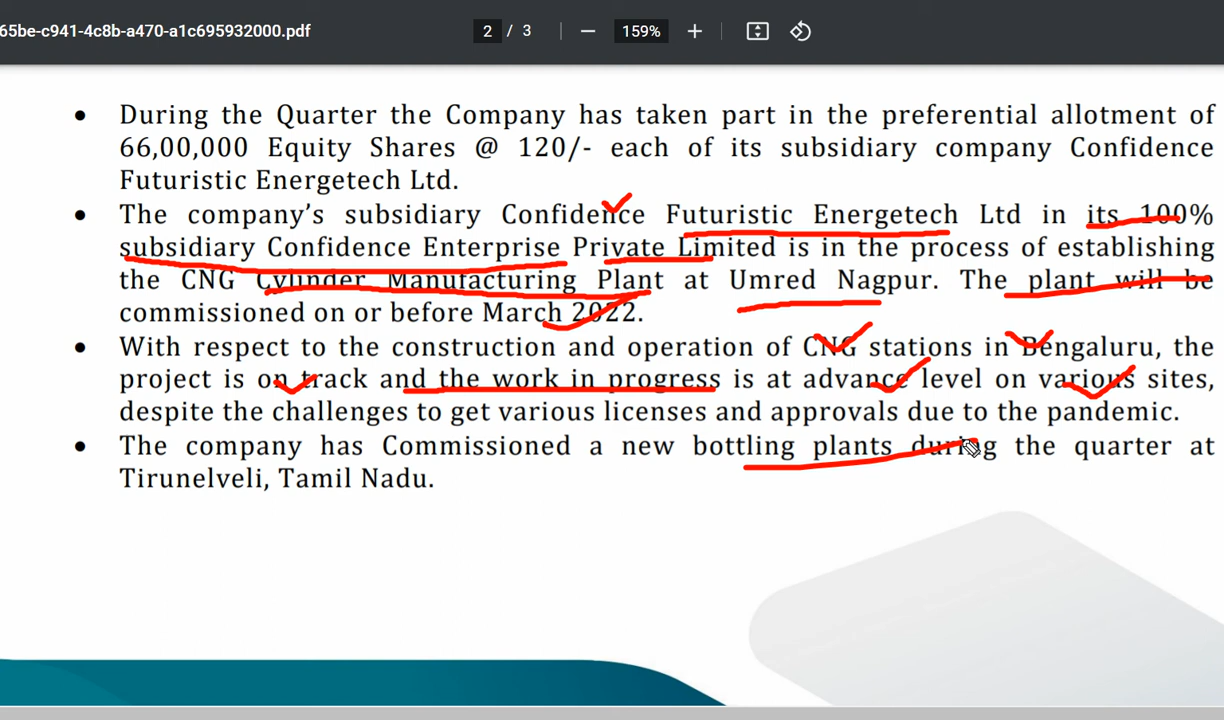 65be-c941-4c8b-a470-a1c695932000.pdf 2 / 3 159%
• During the Quarter the Company has taken part in the preferential allotment of
66,00,000 Equity Shares @ 120/- each of its subsidiary company Confidence
Futuristic Energetech Ltd.
• The company's subsidiary Confidence Futuristic Energetech Ltd in its 100%
subsidiary Confidence Enterprise Private Limited is in the process of establishing
the CNG Cylinder Manufacturing Plant at Umred Nagpur. The plant will be
commissioned on or before March 2022.
• With respect to the construction and operation of CNG stations in Bengaluru, the
project is on track and the work in progress is at advance level on various sites,
despite the challenges to get various licenses and approvals due to the pandemic.
• The company has Commissioned a new bottling plants during the quarter at
Tirunelveli, Tamil Nadu.